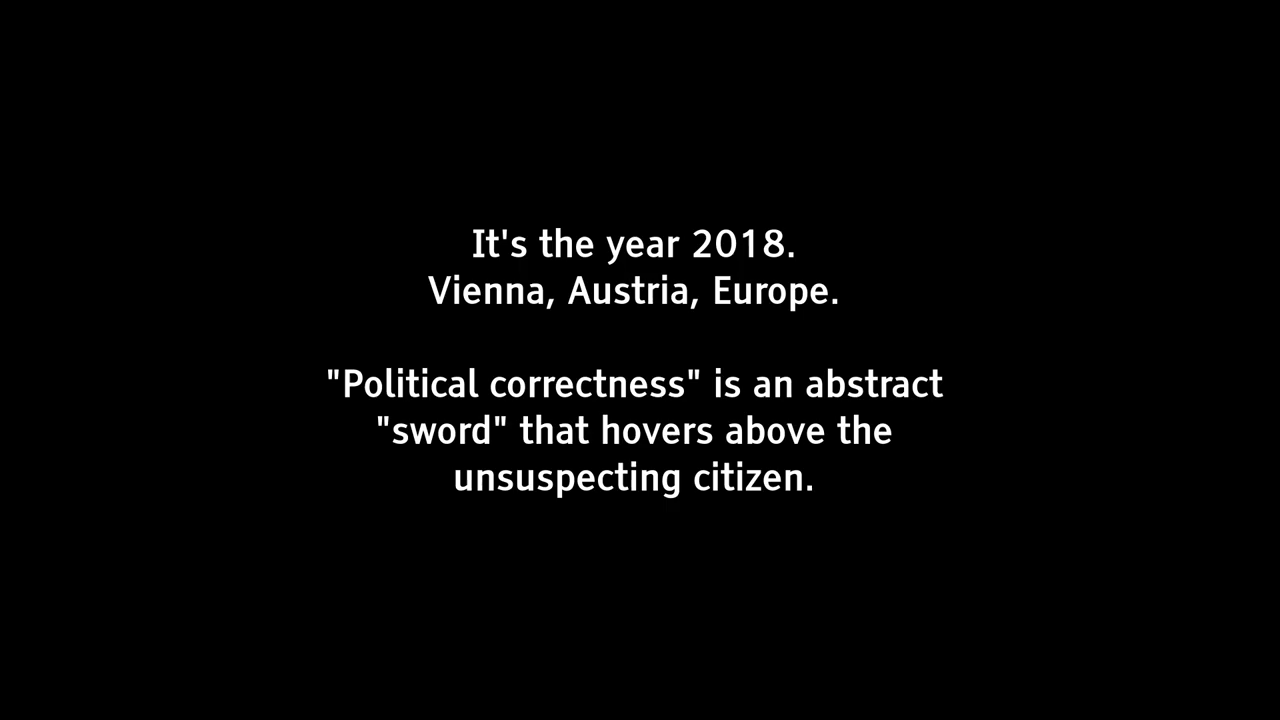 It's the year 2018.
Vienna, Austria, Europe.
"Political correctness" is an abstract
"sword" that hovers above the
unsuspecting citizen.